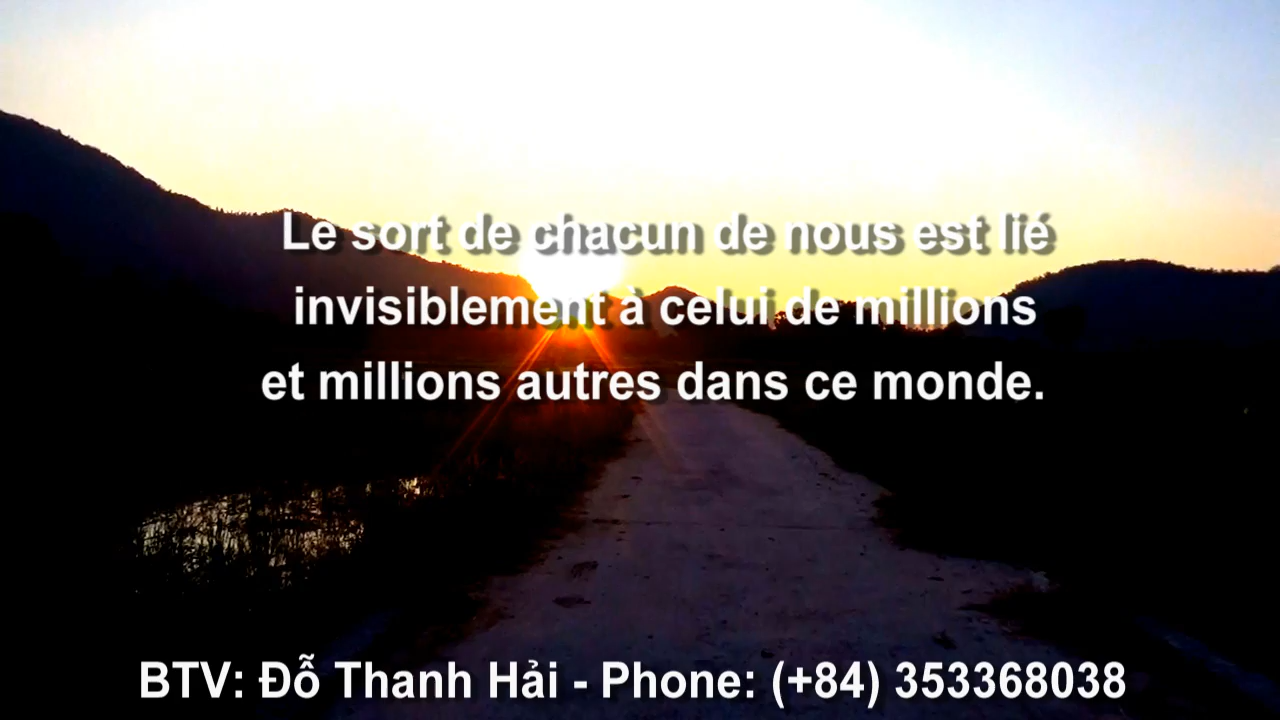 Le sort de chacun de nous est lié
invisiblement à celui de millions
et millions autres dans ce monde.
BTV: Đỗ Thanh Hải - Phone: (+84) 353368038